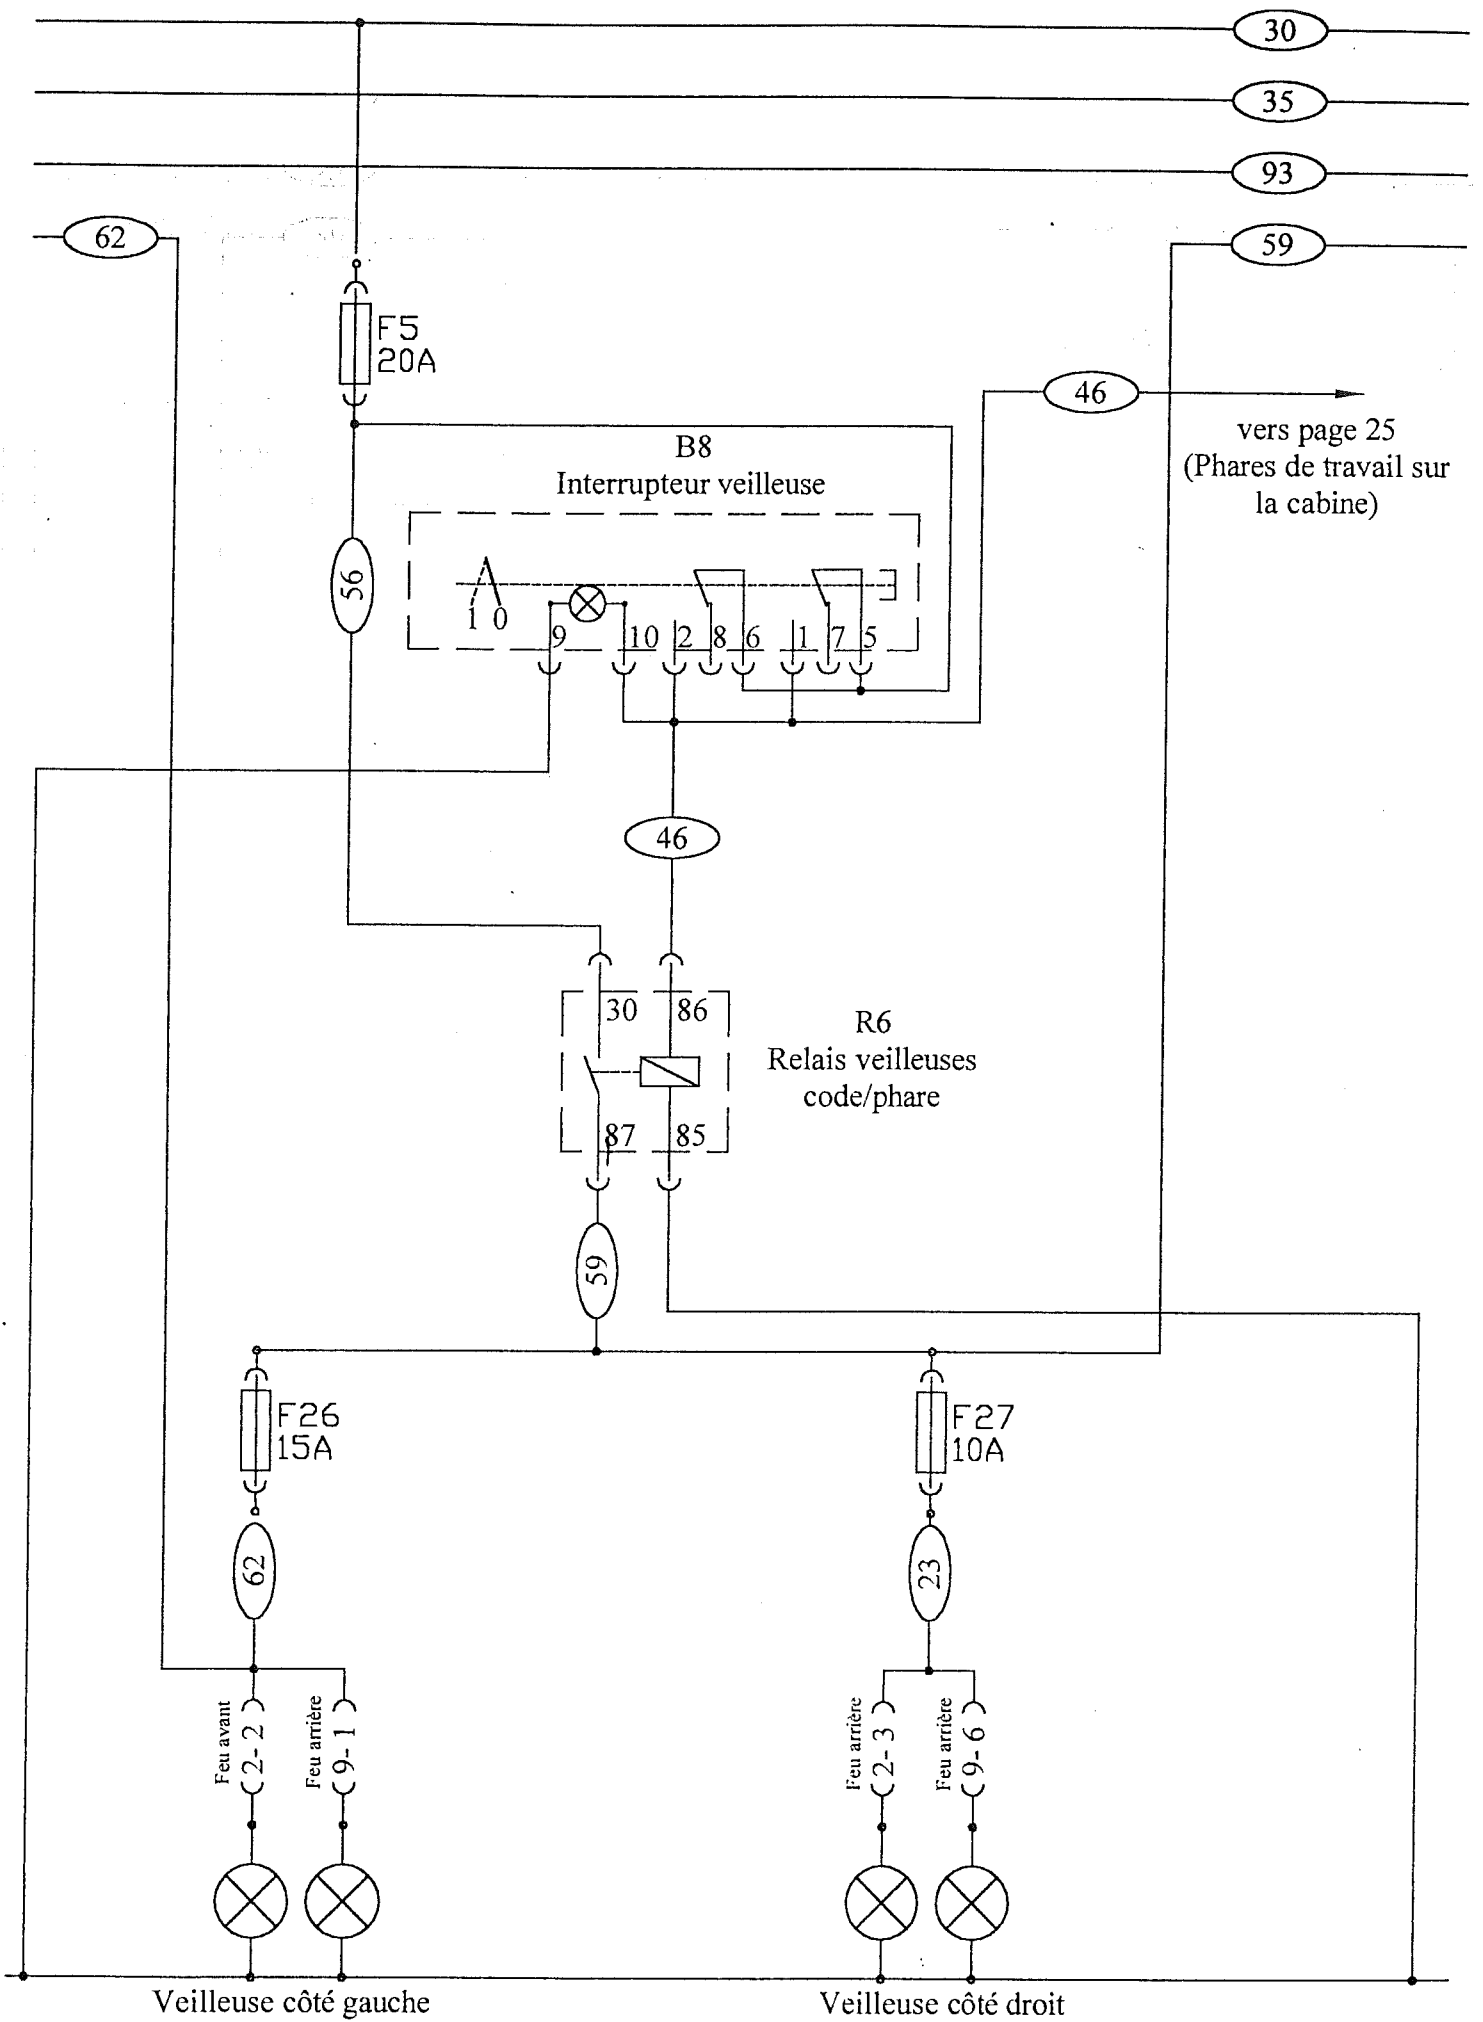 30
35
93
62
59
F5
20A
46
vers page 25
(Phares de travail sur
la cabine)
B8
Interrupteur veilleuse
56
1 0
9 10 2 8 6 1 7 5
46
30 86
R6
Relais veilleuses
code/phare
87 85
59
F26
15A
F27
10A
62
23
Feu avant
2-2
Feu arrière
9-1
Feu arrière
2-3
Feu arrière
9-6
Veilleuse côté gauche
Veilleuse côté droit